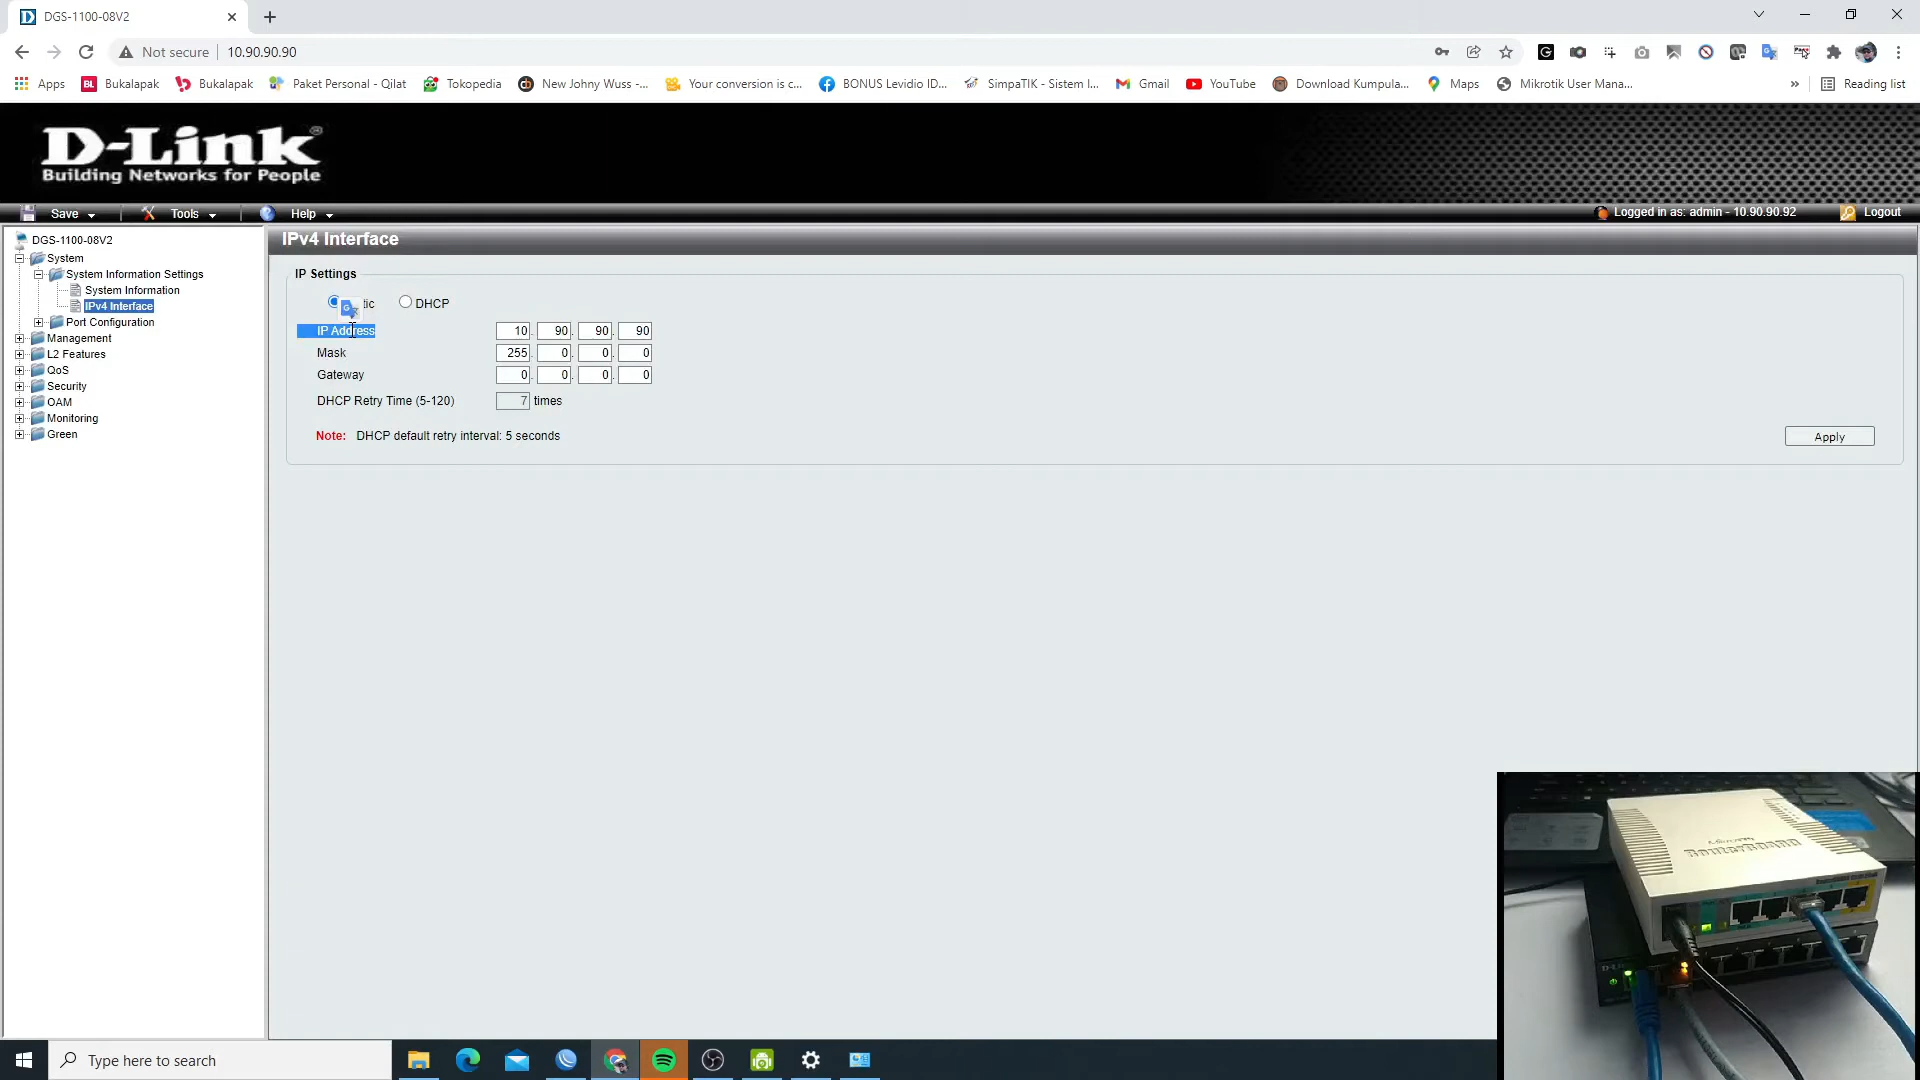 DGS-1100-08V2
Not secure 10.90.90.90
Apps Bukalapak Bukalapak Paket Personal - Qilat Tokopedia New Johny Wuss -... Your conversion is c... BONUS Levidio ID... SimpaTIK - Sistem I... Gmail YouTube Download Kumpula... Maps Mikrotik User Mana... » Reading list
D-Link®
Building Networks for People
Save Tools Help Logged in as: admin - 10.90.90.92 Logout
DGS-1100-08V2
System
System Information Settings
System Information
IPv4 Interface
Port Configuration
Management
L2 Features
QoS
Security
OAM
Monitoring
Green
IPv4 Interface
IP Settings
tic DHCP
IP Address 10. 90. 90. 90
Mask 255. 0. 0. 0
Gateway 0. 0. 0. 0
DHCP Retry Time (5-120) 7 times
Note: DHCP default retry interval: 5 seconds
Apply
RouterBOARD
Type here to search